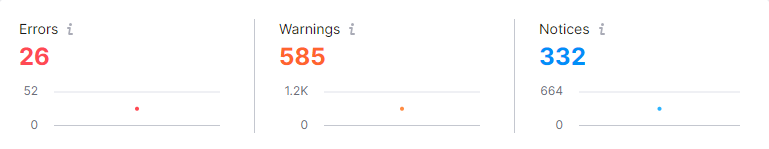 Errors i
26
52
0
Warnings i
585
1.2K
0
Notices i
332
664
0